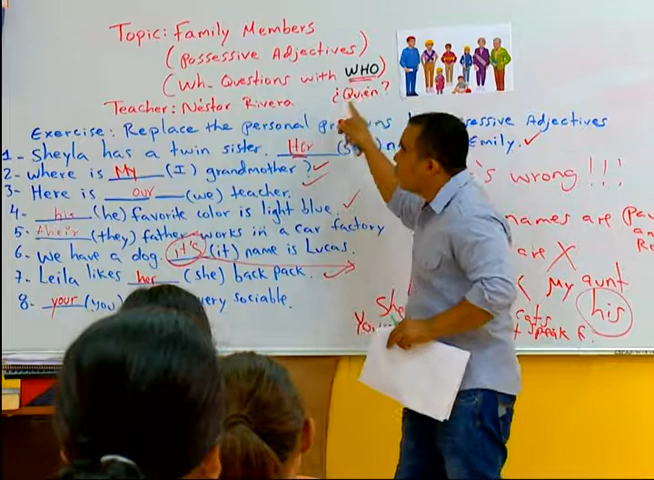 Topic: Family Members
(Possessive Adjectives)
(Wh. Questions with WHO)
¿Quién?
Teacher: Néstor Rivera
Exercise: Replace the personal pronouns Possessive Adjectives
1- Sheyla has a twin sister. Her Emily. ✓
2- where is My (I) grandmother? ✓
3- Here is our (we) teacher. ✓
4- his (he) favorite color is light blue. ✓
5- their (they) father works in a car factory
6- we have a dog. it's (it) name is Lucas.
7- Leila likes her (she) back pack. ✓
8- your (you) very sociable.
's wrong!!!
names are
are X
My aunt
his